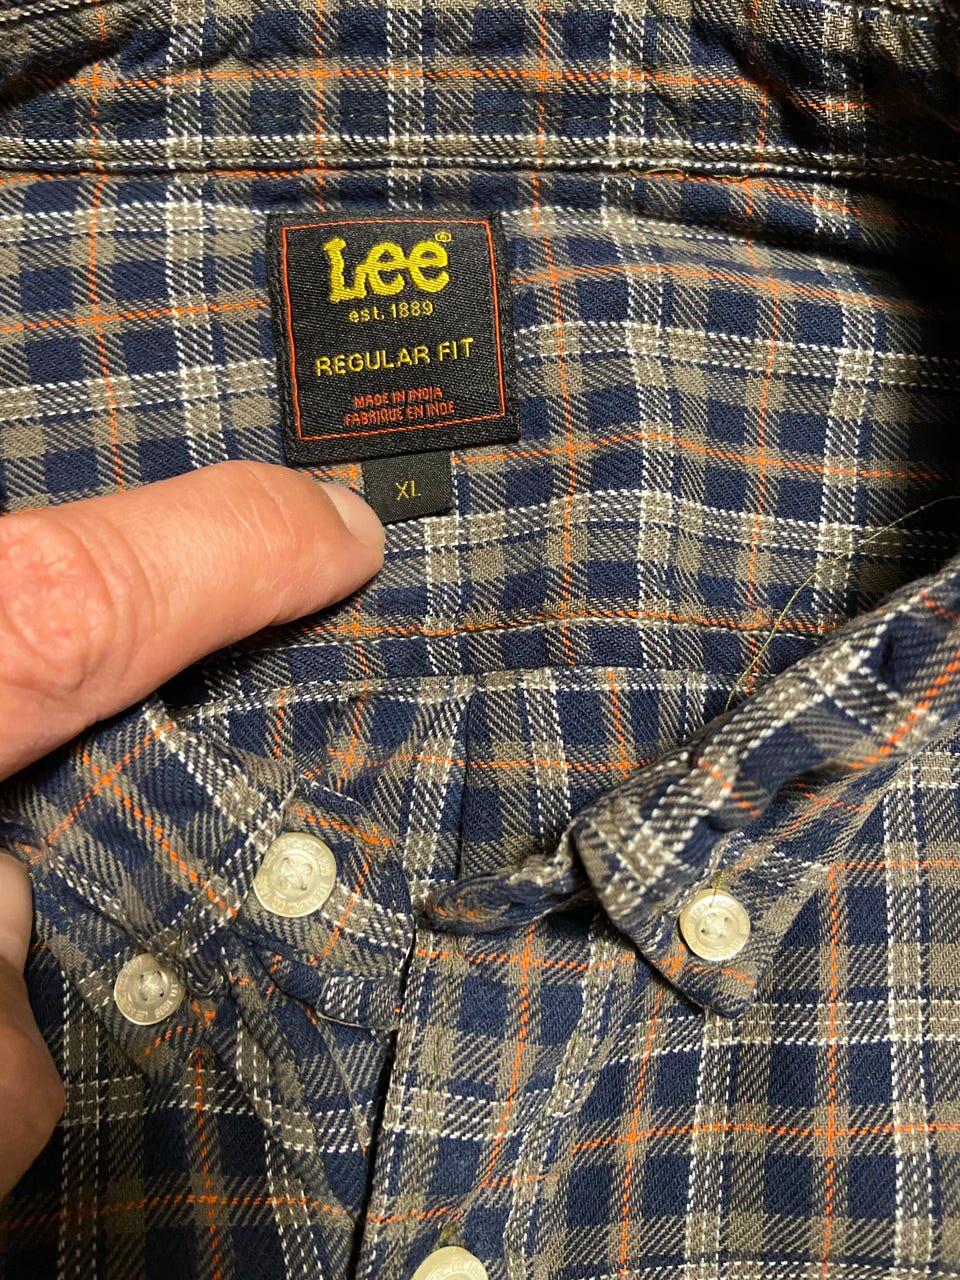 Lee®
est. 1889
REGULAR FIT
MADE IN INDIA
FABRIQUE EN INDE
XL